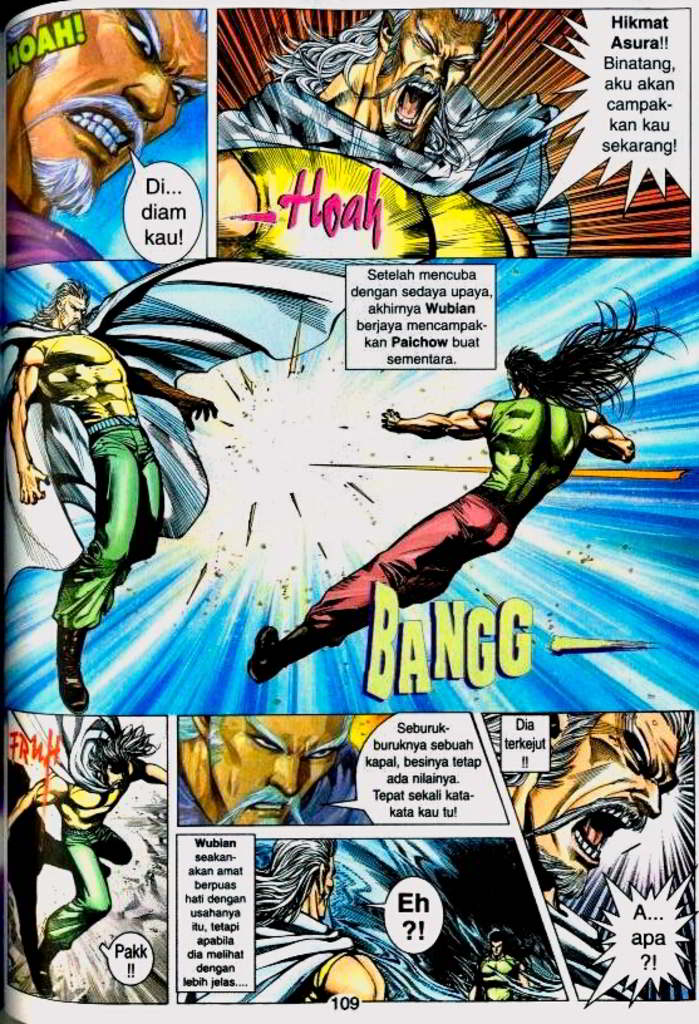 HOAH!
Di...
diam
kau!
Hikmat
Asura!!
Binatang,
aku akan
campak-
kan kau
sekarang!
Hoah
Setelah mencuba
dengan sedaya upaya,
akhirnya Wubian
berjaya mencampak-
kan Paichow buat
sementara.
BANGG
Pakk
!!
Seburuk-
buruknya sebuah
kapal, besinya tetap
ada nilainya.
Tepat sekali kata-
kata kau tu!
Wubian
seakan-
akan amat
berpuas
hati dengan
usahanya
itu, tetapi
apabila
dia melihat
dengan
lebih jelas....
Eh
?!
Dia
terkejut
!!
A...
apa
?!
109